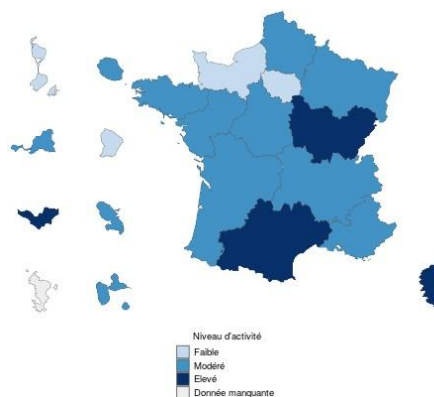 Niveau d'activité
Faible
Modéré
Elevé
Donnée manquante